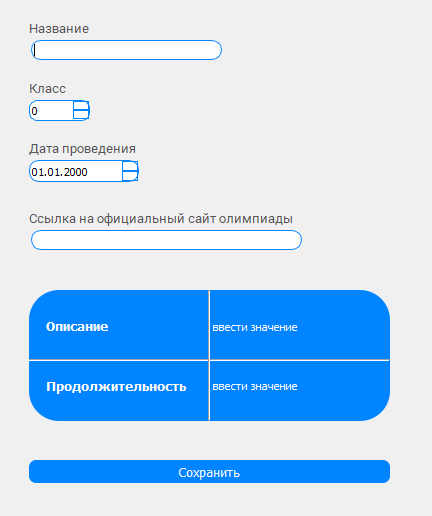 Название
Класс
0
Дата проведения
01.01.2000
Ссылка на официальный сайт олимпиады
Описание ввести значение
Продолжительность ввести значение
Сохранить